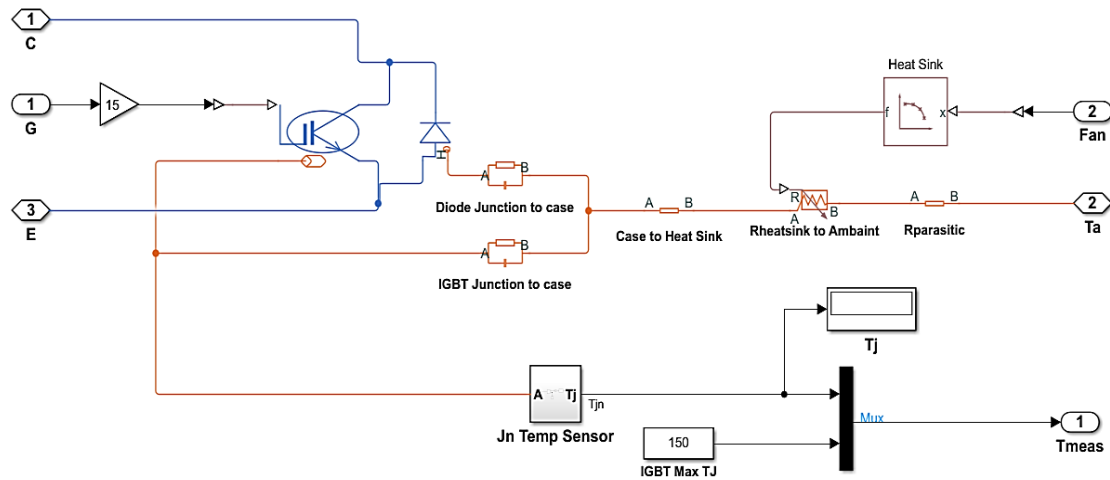 1
C
1
G
15
Heat Sink
f
x
2
Fan
3
E
H
A
B
Diode Junction to case
A
B
IGBT Junction to case
A
B
Case to Heat Sink
R
A
B
Rheatsink to Ambaint
A
B
Rparasitic
2
Ta
Tj
A
Tj
Tjn
Jn Temp Sensor
150
IGBT Max TJ
Mux
1
Tmeas